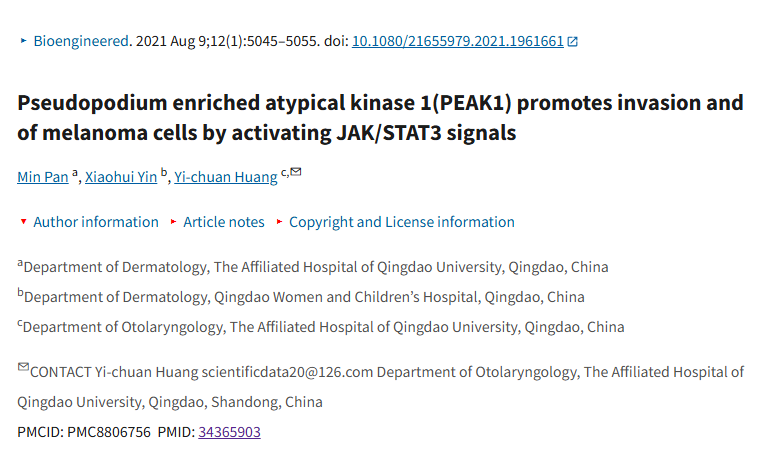 Bioengineered. 2021 Aug 9;12(1):5045–5055. doi: 10.1080/21655979.2021.1961661
Pseudopodium enriched atypical kinase 1(PEAK1) promotes invasion and
of melanoma cells by activating JAK/STAT3 signals
Min Pan a, Xiaohui Yin b, Yi-chuan Huang c,✉
Author information Article notes Copyright and License information
aDepartment of Dermatology, The Affiliated Hospital of Qingdao University, Qingdao, China
bDepartment of Dermatology, Qingdao Women and Children’s Hospital, Qingdao, China
cDepartment of Otolaryngology, The Affiliated Hospital of Qingdao University, Qingdao, China
✉CONTACT Yi-chuan Huang scientificdata20@126.com Department of Otolaryngology, The Affiliated Hospital of
Qingdao University, Qingdao, Shandong, China
PMCID: PMC8806756 PMID: 34365903